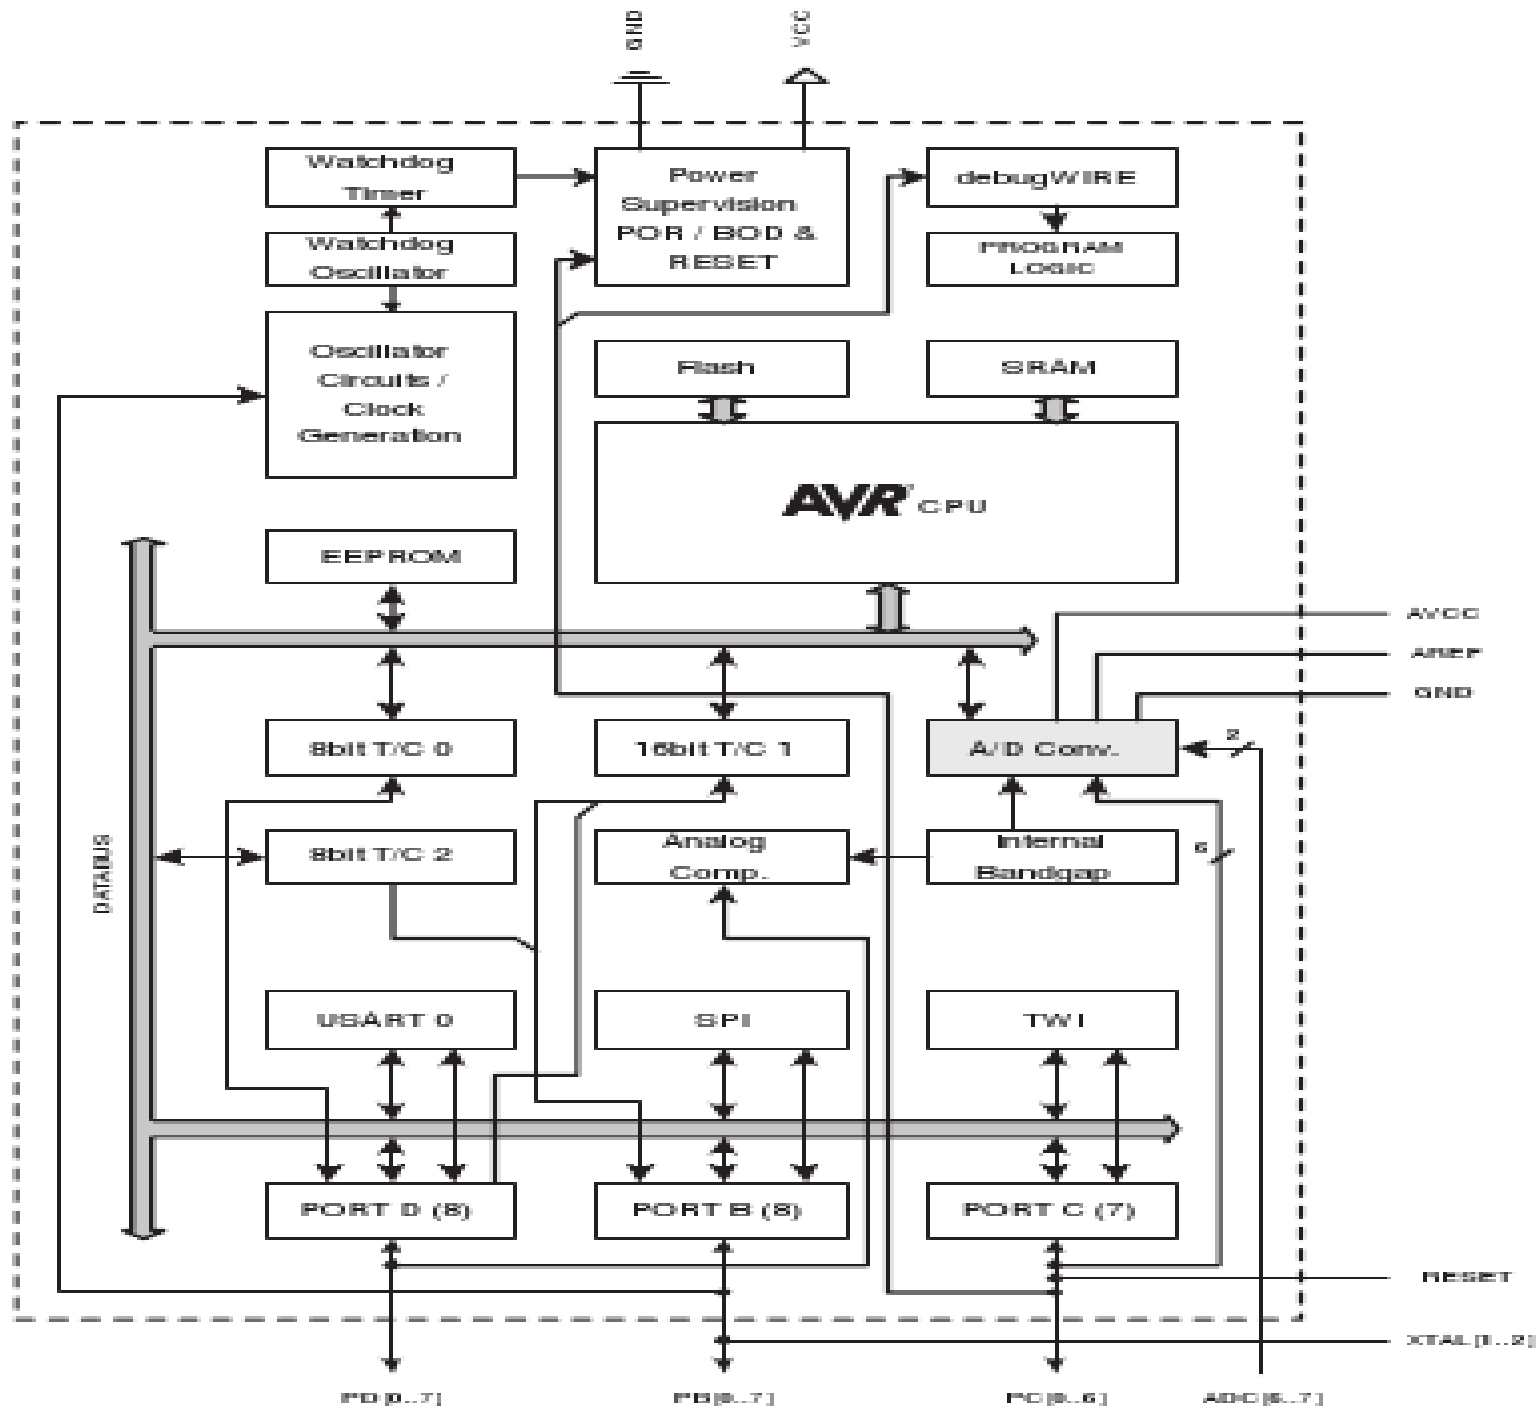 GND
VCC
Watchdog
Timer
Power
Supervision
POR / BOD &
RESET
debugWIRE
Watchdog
Oscillator
PROGRAM
LOGIC
Oscillator
Circuits /
Clock
Generation
Flash
SRAM
AVR CPU
EEPROM
AVCC
AREF
GND
8bit T/C 0
16bit T/C 1
A/D Conv.
2
DATABUS
8bit T/C 2
Analog
Comp.
Internal
Bandgap
6
USART 0
SPI
TWI
PORT D (8)
PORT B (8)
PORT C (7)
RESET
XTAL[1..2]
PD[0..7]
PB[0..7]
PC[0..6]
ADC[6..7]